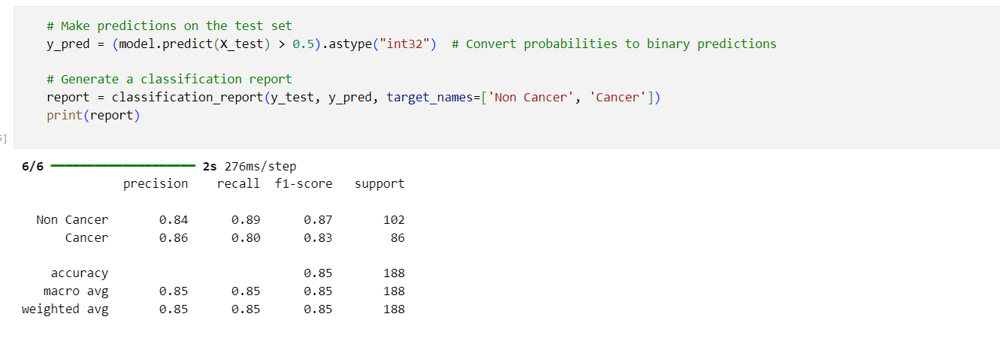 # Make predictions on the test set
y_pred = (model.predict(X_test) > 0.5).astype("int32")  # Convert probabilities to binary predictions
# Generate a classification report
report = classification_report(y_test, y_pred, target_names=['Non Cancer', 'Cancer'])
print(report)
6/6 2s 276ms/step
precision recall f1-score support
Non Cancer 0.84 0.89 0.87 102
Cancer 0.86 0.80 0.83 86
accuracy 0.85 188
macro avg 0.85 0.85 0.85 188
weighted avg 0.85 0.85 0.85 188